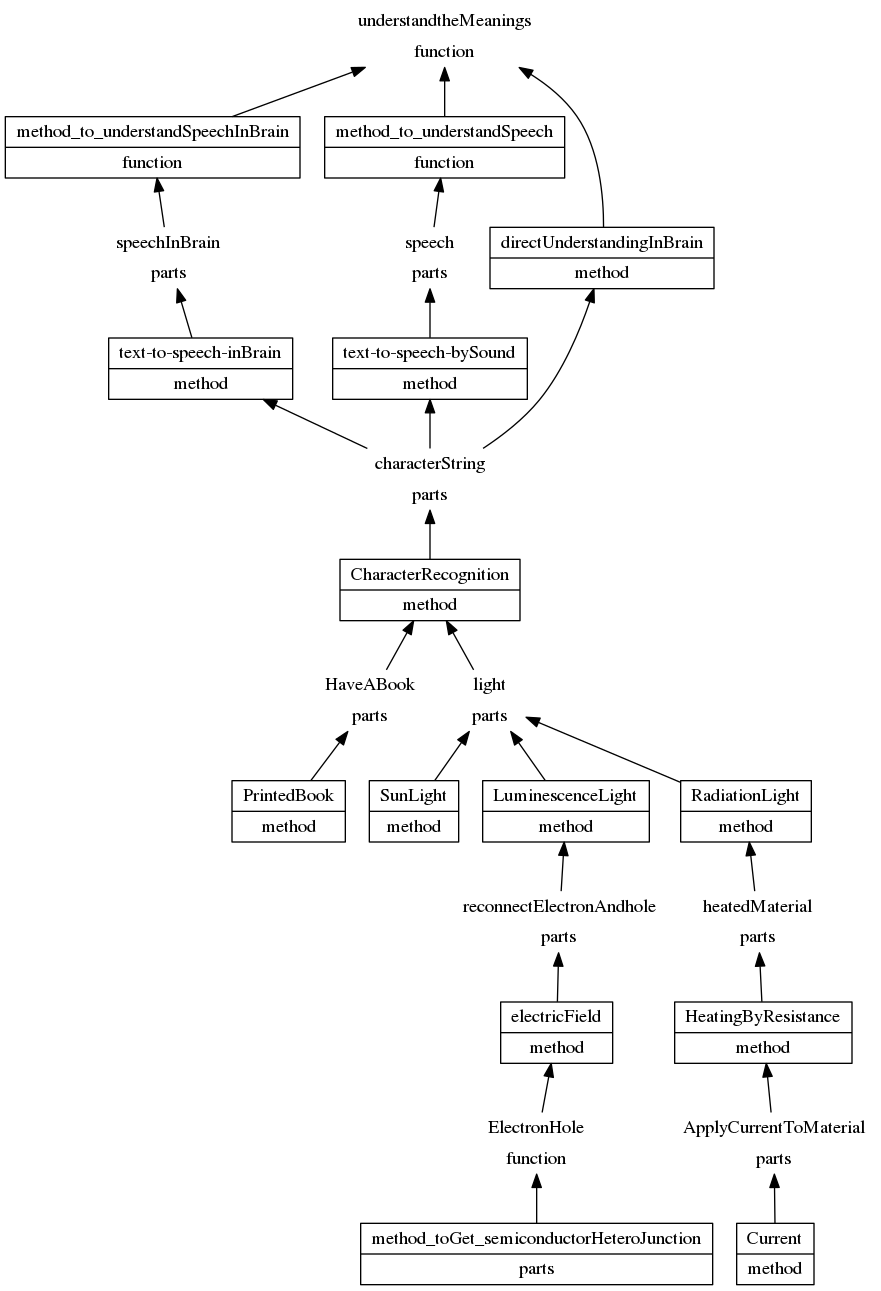 understandtheMeanings
function
method_to_understandSpeechInBrain
function
method_to_understandSpeech
function
speechInBrain
parts
speech
parts
directUnderstandingInBrain
method
text-to-speech-inBrain
method
text-to-speech-bySound
method
characterString
parts
CharacterRecognition
method
HaveABook
parts
light
parts
PrintedBook
method
SunLight
method
LuminescenceLight
method
RadiationLight
method
reconnectElectronAndhole
parts
heatedMaterial
parts
electricField
method
HeatingByResistance
method
ElectronHole
function
ApplyCurrentToMaterial
parts
method_toGet_semiconductorHeteroJunction
parts
Current
method